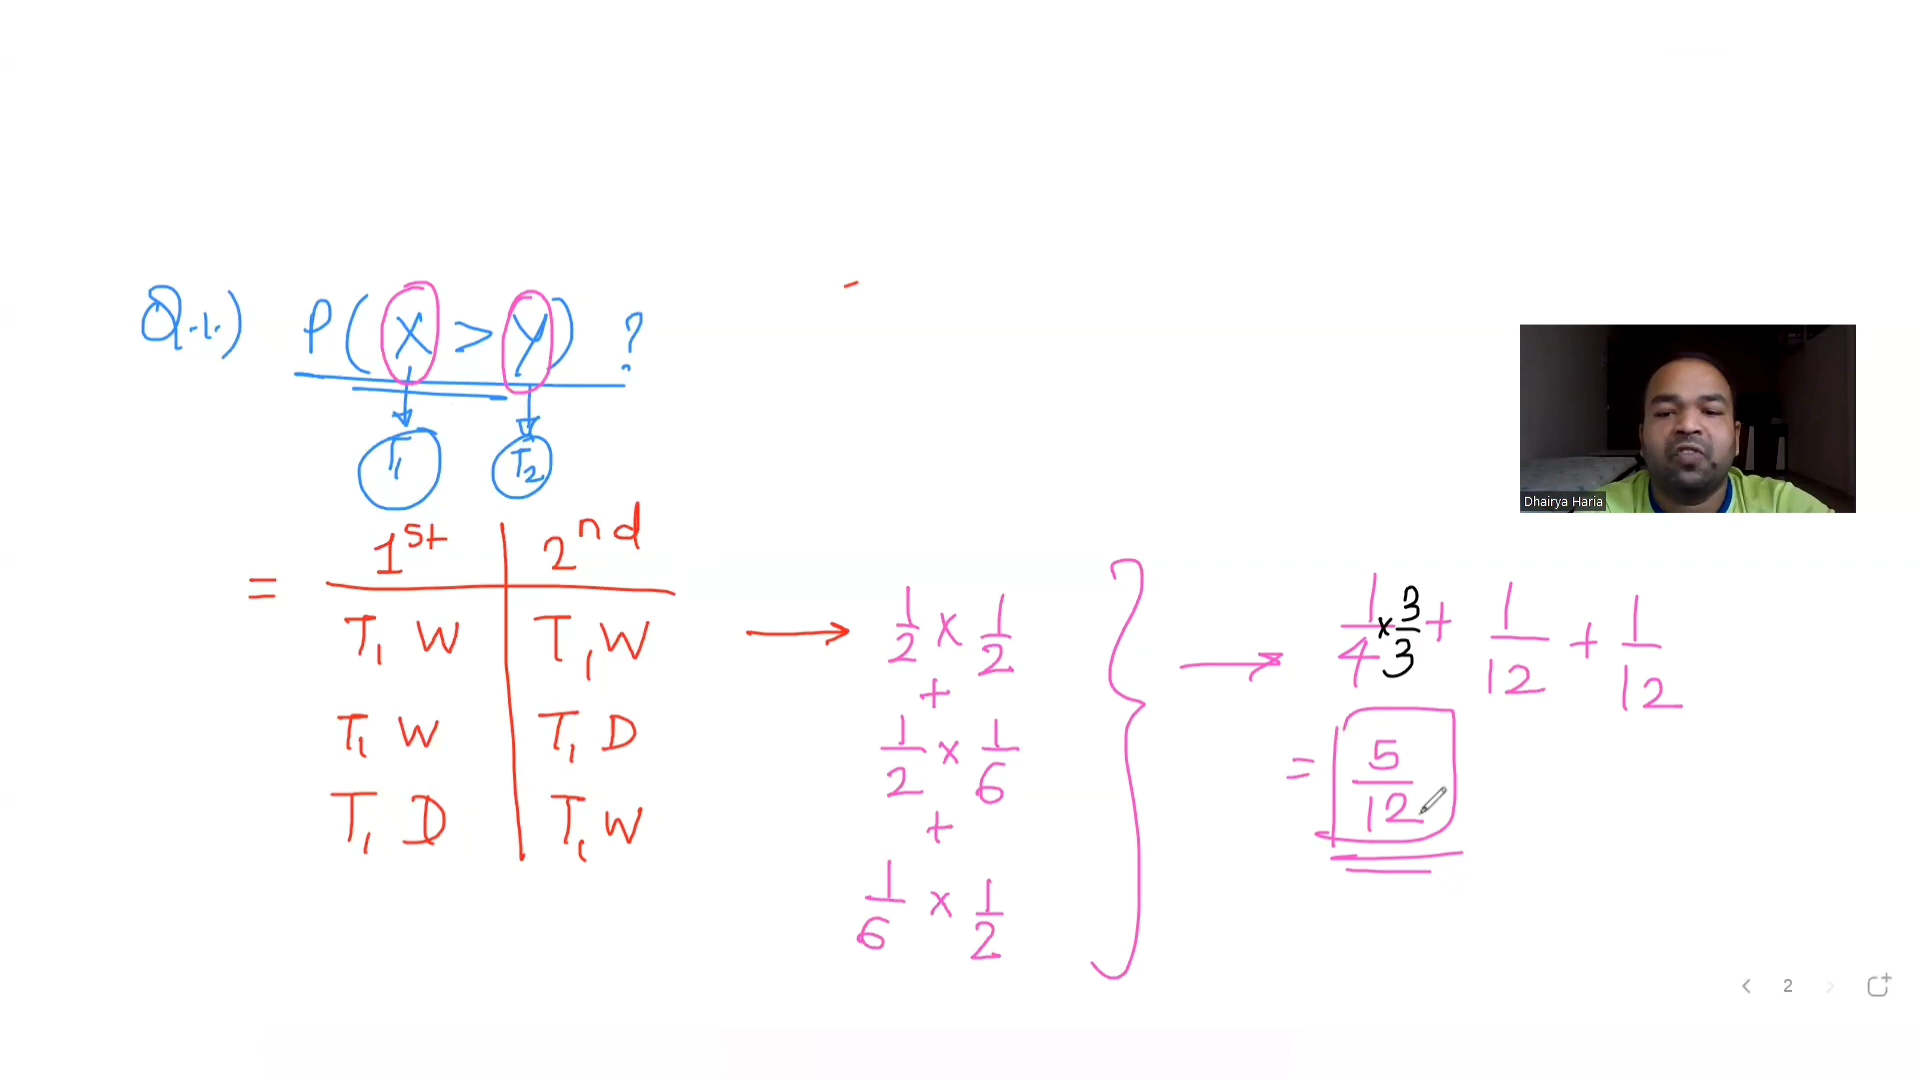 Q.1.) P(X > Y) ?
T₁ T₂
= 1st 2nd
T₁ W T₁ W → 1/2 × 1/2
+
T₁ W T₁ D 1/2 × 1/6
+
T₁ D T₁ W 1/6 × 1/2
→ 1/4 × 3/3 + 1/12 + 1/12
= 5/12
Dhairya Haria
2